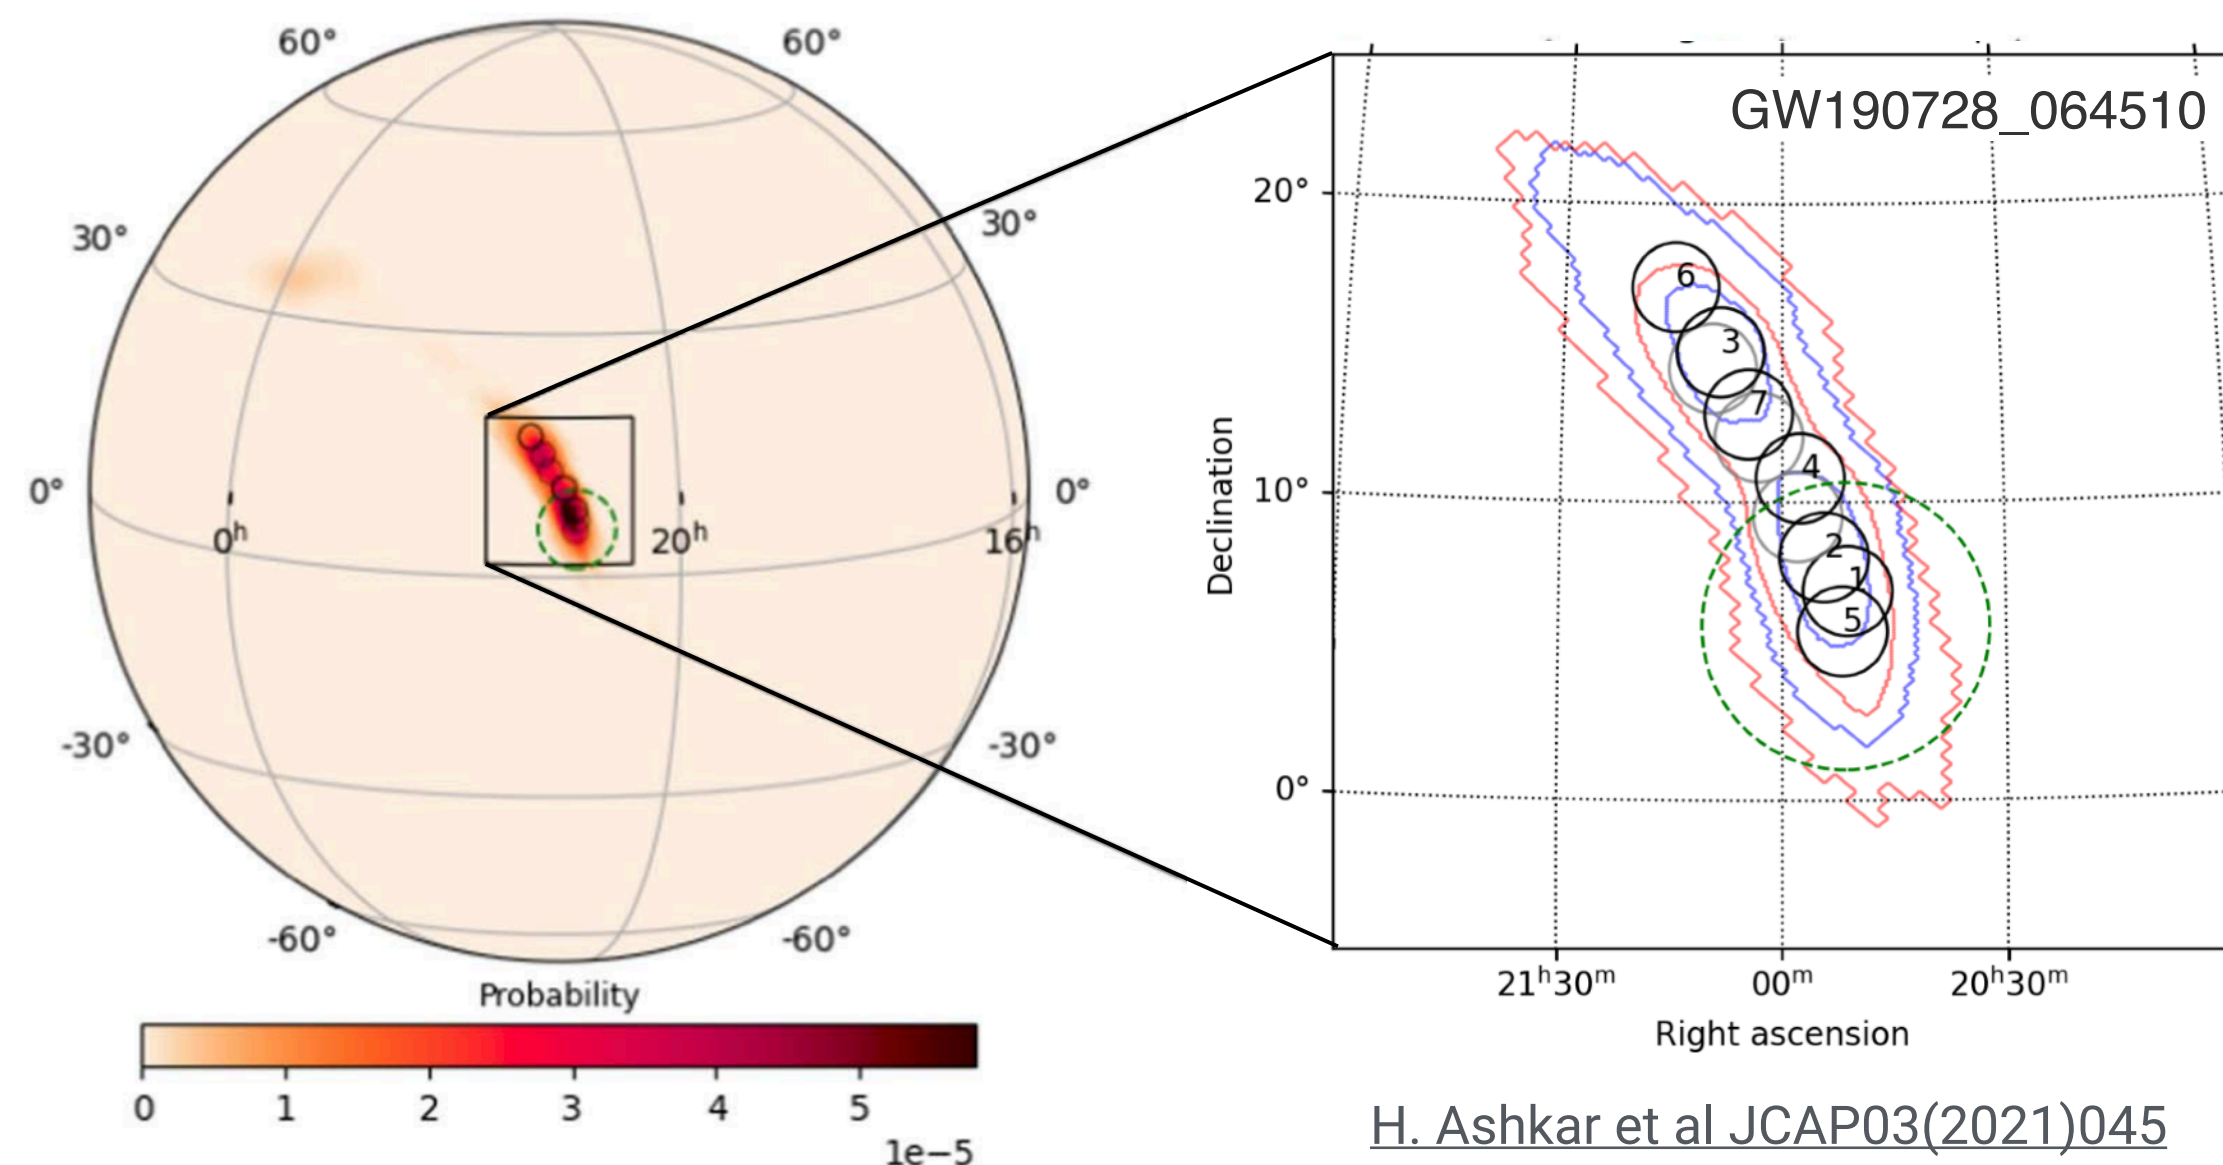 60° 60°
30° 30°
0° 0°
0ʰ 20ʰ 16ʰ
-30° -30°
-60° -60°
Probability
0 1 2 3 4 5
1e−5
GW190728_064510
20°
10°
0°
Declination
6
3
7
4
2
1
5
21ʰ30ᵐ 00ᵐ 20ʰ30ᵐ
Right ascension
H. Ashkar et al JCAP03(2021)045